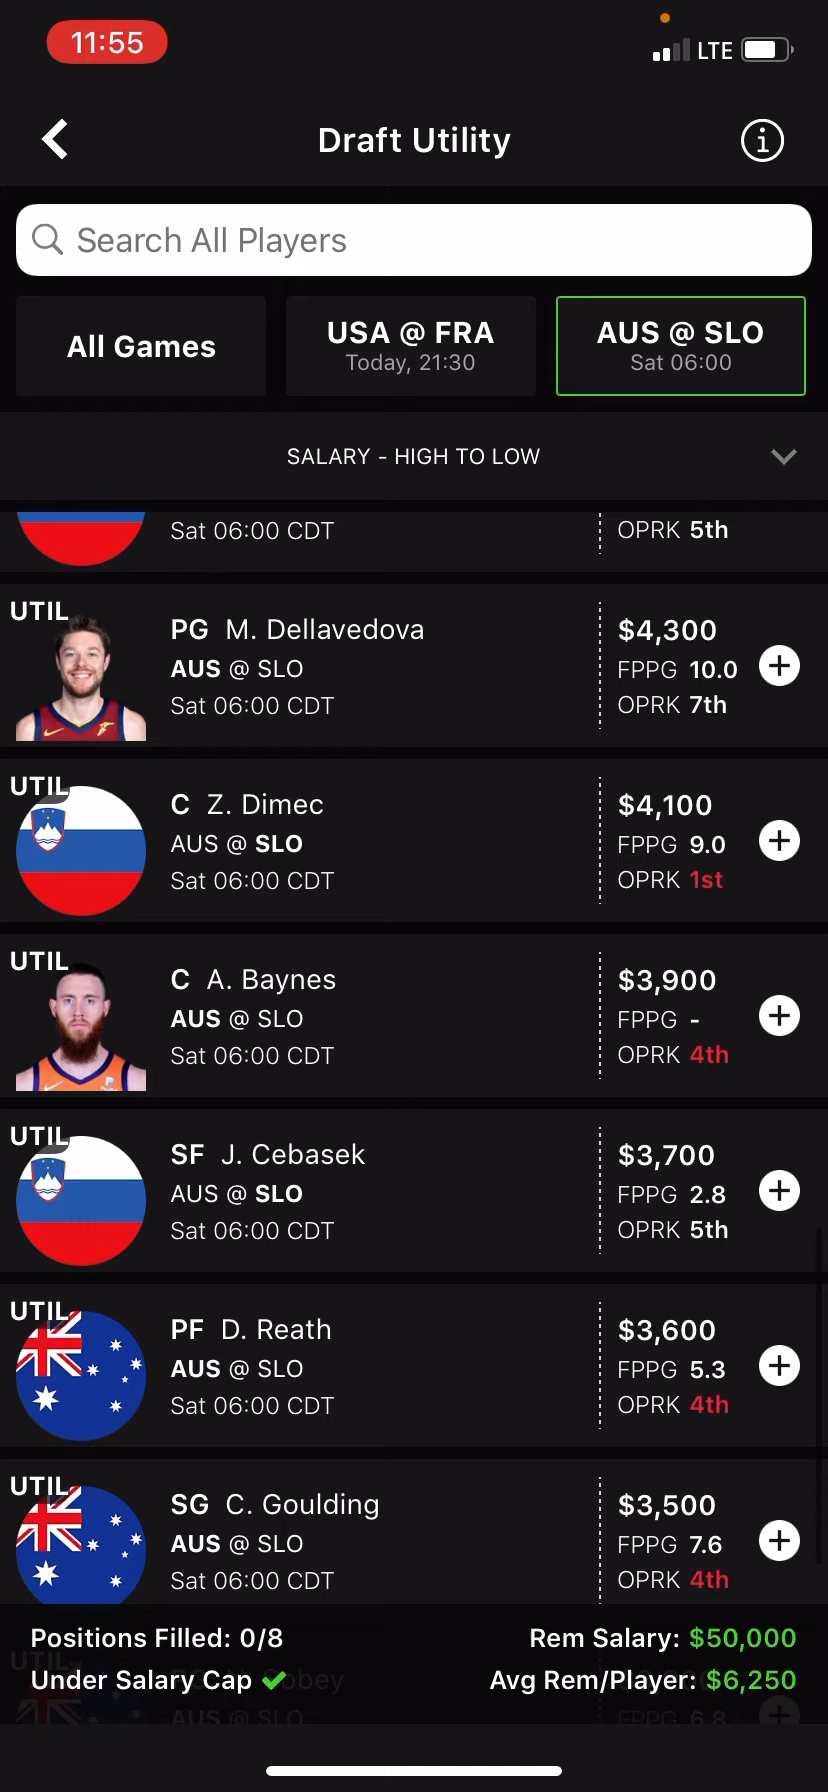 11:55
LTE
Draft Utility
Search All Players
All Games
USA @ FRA
Today, 21:30
AUS @ SLO
Sat 06:00
SALARY - HIGH TO LOW
Sat 06:00 CDT
OPRK 5th
UTIL
PG M. Dellavedova
AUS @ SLO
Sat 06:00 CDT
$4,300
FPPG 10.0
OPRK 7th
UTIL
C Z. Dimec
AUS @ SLO
Sat 06:00 CDT
$4,100
FPPG 9.0
OPRK 1st
UTIL
C A. Baynes
AUS @ SLO
Sat 06:00 CDT
$3,900
FPPG -
OPRK 4th
UTIL
SF J. Cebasek
AUS @ SLO
Sat 06:00 CDT
$3,700
FPPG 2.8
OPRK 5th
UTIL
PF D. Reath
AUS @ SLO
Sat 06:00 CDT
$3,600
FPPG 5.3
OPRK 4th
UTIL
SG C. Goulding
AUS @ SLO
Sat 06:00 CDT
$3,500
FPPG 7.6
OPRK 4th
Positions Filled: 0/8
Rem Salary: $50,000
Under Salary Cap
Avg Rem/Player: $6,250
UTIL
AUS @ SLO
FPPG 6.8